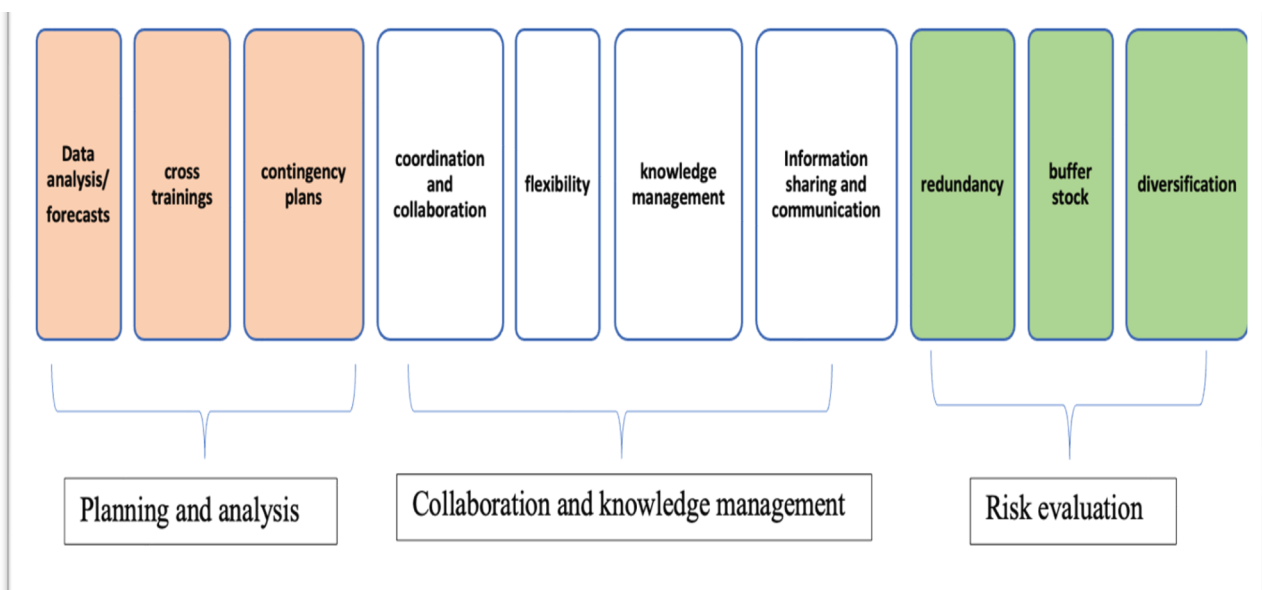 Data
analysis/
forecasts
cross
trainings
contingency
plans
coordination
and
collaboration
flexibility
knowledge
management
Information
sharing and
communication
redundancy
buffer
stock
diversification
Planning and analysis
Collaboration and knowledge management
Risk evaluation